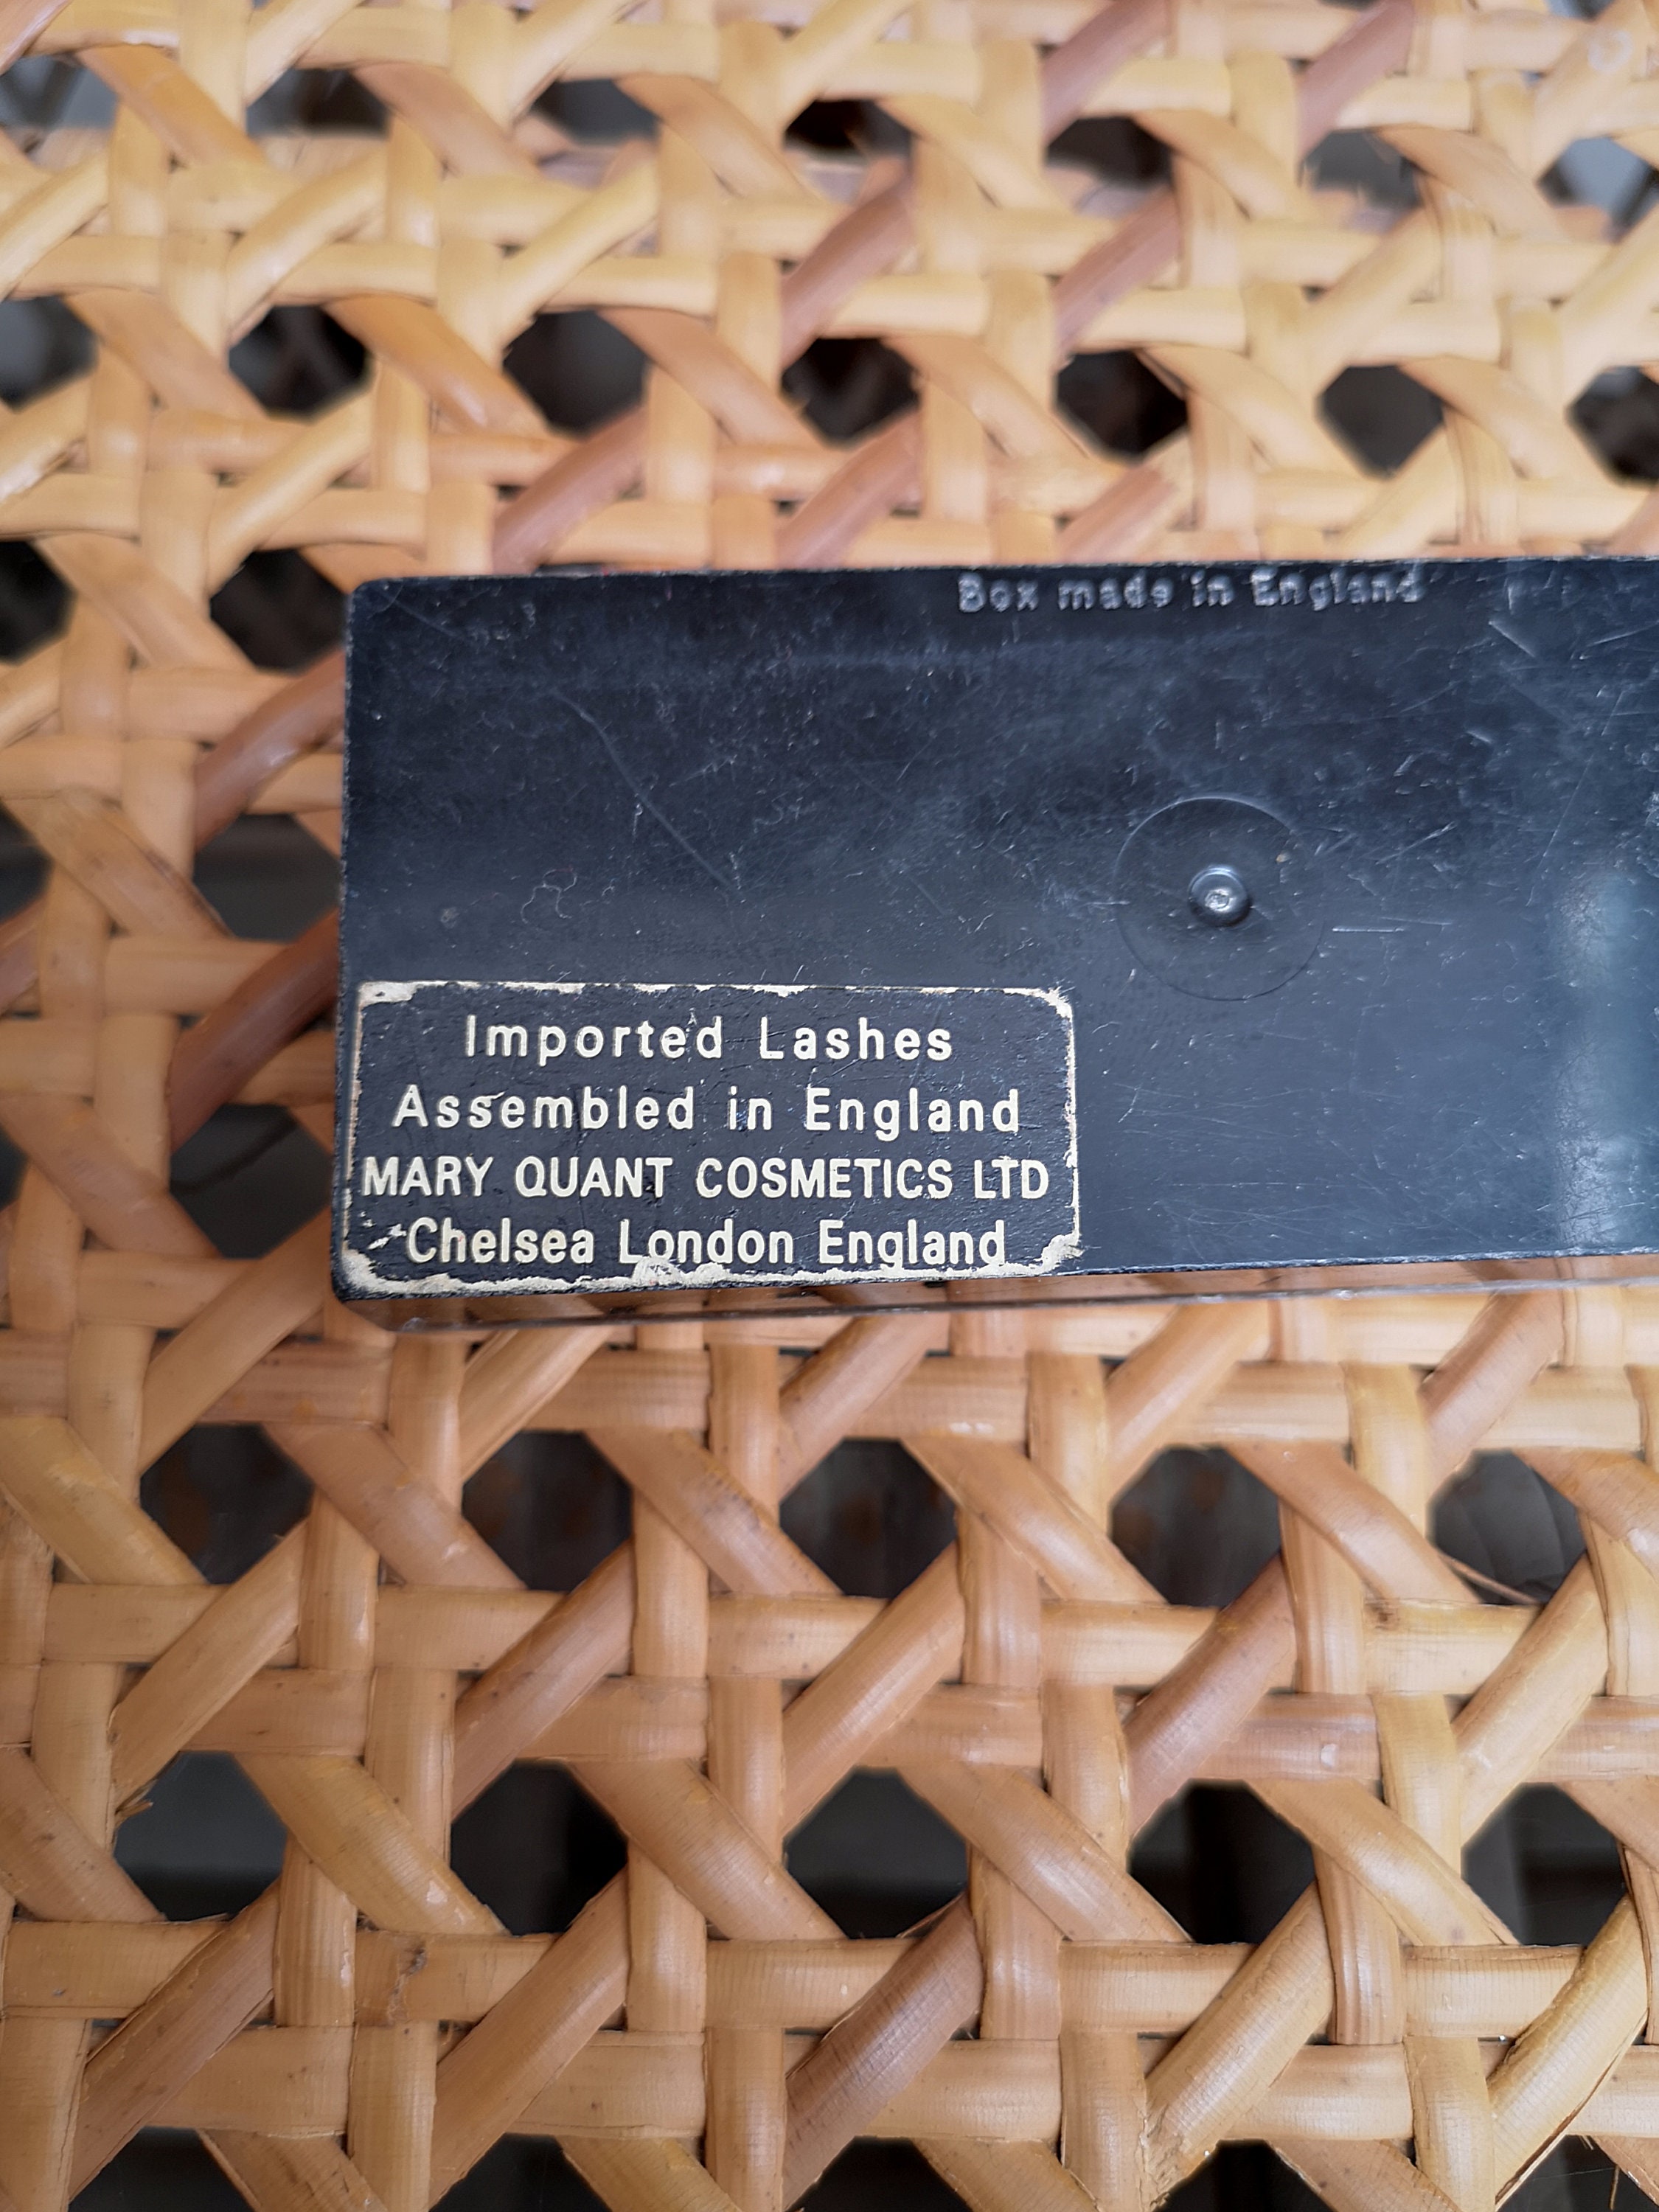 Box made in England
Imported Lashes
Assembled in England
MARY QUANT COSMETICS LTD
Chelsea London England